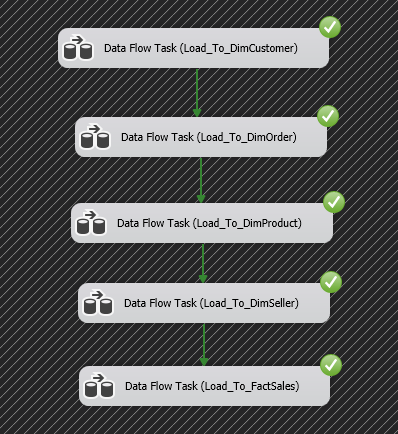 Data Flow Task (Load_To_DimCustomer)
Data Flow Task (Load_To_DimOrder)
Data Flow Task (Load_To_DimProduct)
Data Flow Task (Load_To_DimSeller)
Data Flow Task (Load_To_FactSales)